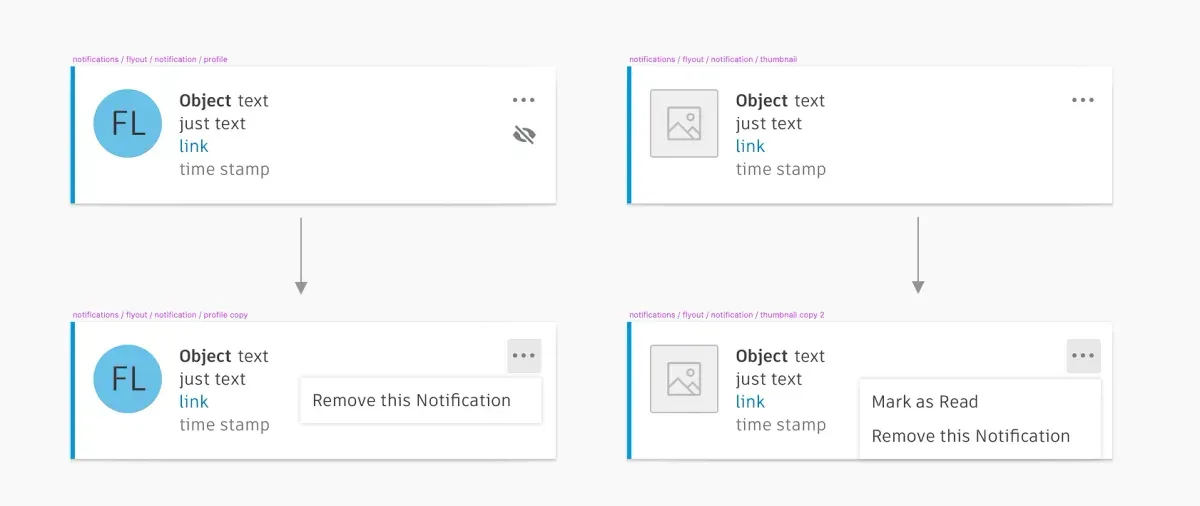 notifications / flyout / notification / profile
FL
Object text
just text
link
time stamp
notifications / flyout / notification / thumbnail
Object text
just text
link
time stamp
notifications / flyout / notification / profile copy
FL
Object text
just text
link
time stamp
Remove this Notification
notifications / flyout / notification / thumbnail copy 2
Object text
just text
link
time stamp
Mark as Read
Remove this Notification